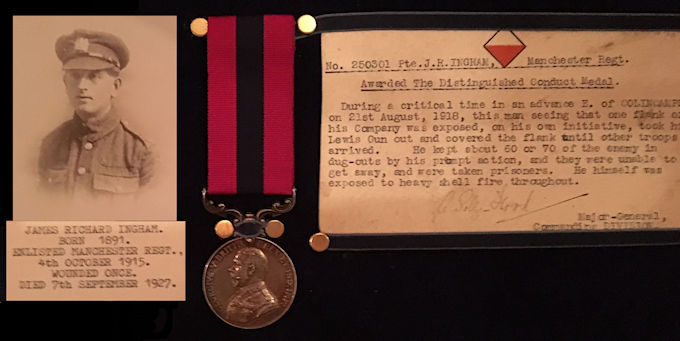 JAMES RICHARD INGHAM.
BORN 1891.
ENLISTED MANCHESTER REGT.,
4th OCTOBER 1915.
WOUNDED ONCE.
DIED 7th SEPTEMBER 1927.
No. 250301 Pte.J.R.INGHAM, Manchester Regt.
Awarded The Distinguished Conduct Medal.
During a critical time in an advance E. of COLINCAMPS
on 21st August, 1918, this man seeing that one flank of
his Company was exposed, on his own initiative, took his
Lewis Gun out and covered the flank until other troops
arrived. He kept about 60 or 70 of the enemy in
dug-outs by his prompt action, and they were unable to
get away, and were taken prisoners. He himself was
exposed to heavy shell fire throughout.
Major-General,
Commanding DIVISION.